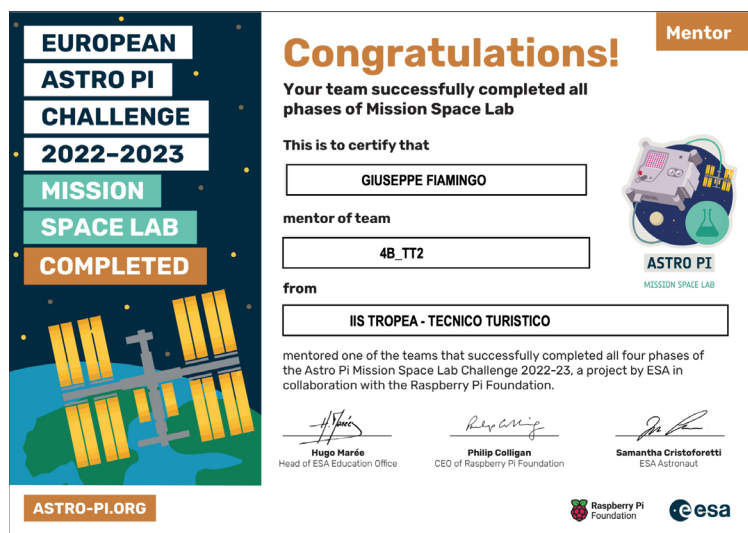 EUROPEAN
ASTRO PI
CHALLENGE
2022–2023
MISSION
SPACE LAB
COMPLETED
ASTRO-PI.ORG
Mentor
Congratulations!
Your team successfully completed all
phases of Mission Space Lab
This is to certify that
GIUSEPPE FIAMINGO
mentor of team
4B_TT2
from
IIS TROPEA - TECNICO TURISTICO
ASTRO PI
MISSION SPACE LAB
mentored one of the teams that successfully completed all four phases of
the Astro Pi Mission Space Lab Challenge 2022-23, a project by ESA in
collaboration with the Raspberry Pi Foundation.
Hugo Marée
Head of ESA Education Office
Philip Colligan
CEO of Raspberry Pi Foundation
Samantha Cristoforetti
ESA Astronaut
Raspberry Pi
Foundation
esa